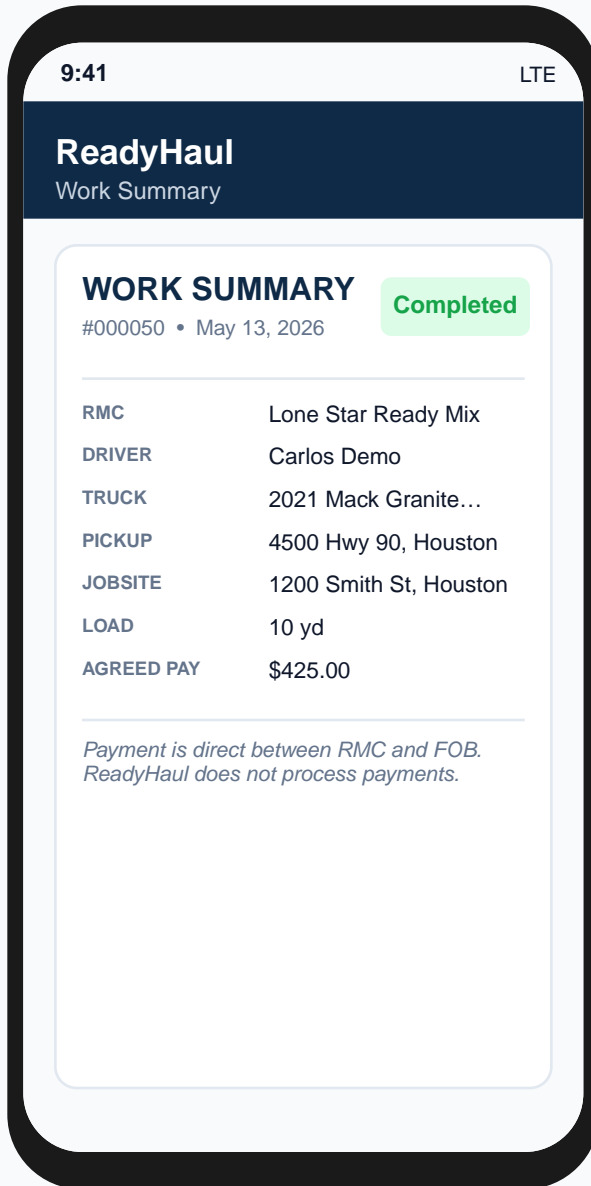 9:41 LTE
ReadyHaul
Work Summary
WORK SUMMARY
Completed
#000050 • May 13, 2026
RMC Lone Star Ready Mix
DRIVER Carlos Demo
TRUCK 2021 Mack Granite…
PICKUP 4500 Hwy 90, Houston
JOBSITE 1200 Smith St, Houston
LOAD 10 yd
AGREED PAY $425.00
Payment is direct between RMC and FOB.
ReadyHaul does not process payments.